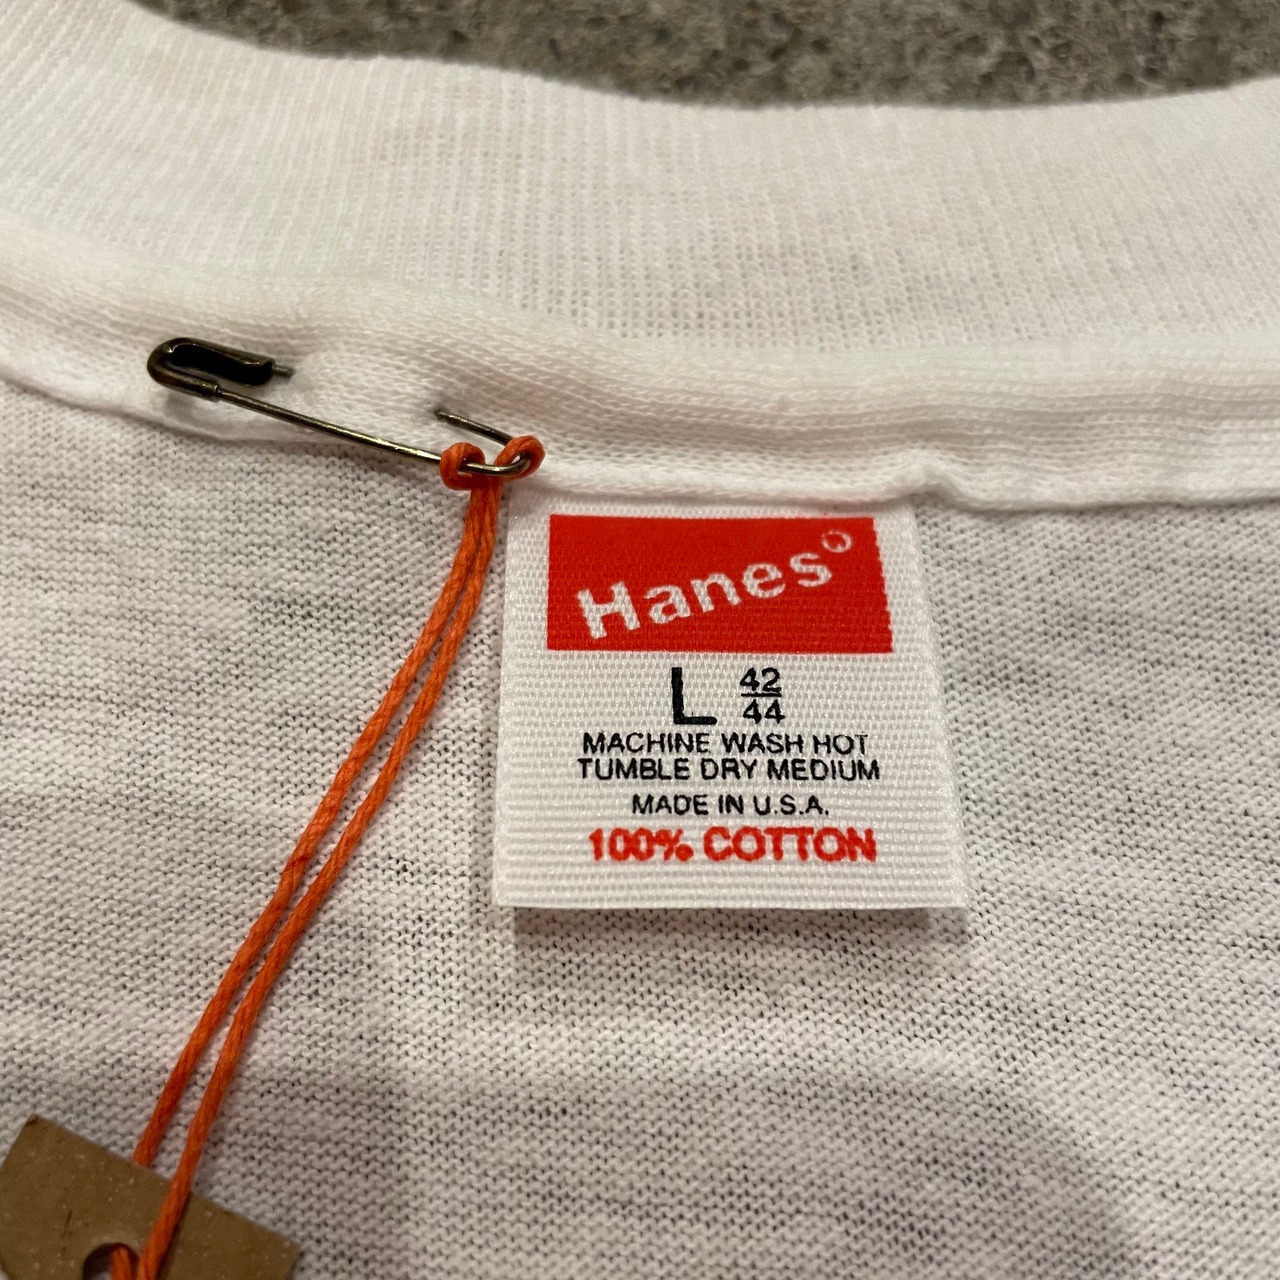 Hanes
L 42/44
MACHINE WASH HOT
TUMBLE DRY MEDIUM
MADE IN U.S.A.
100% COTTON